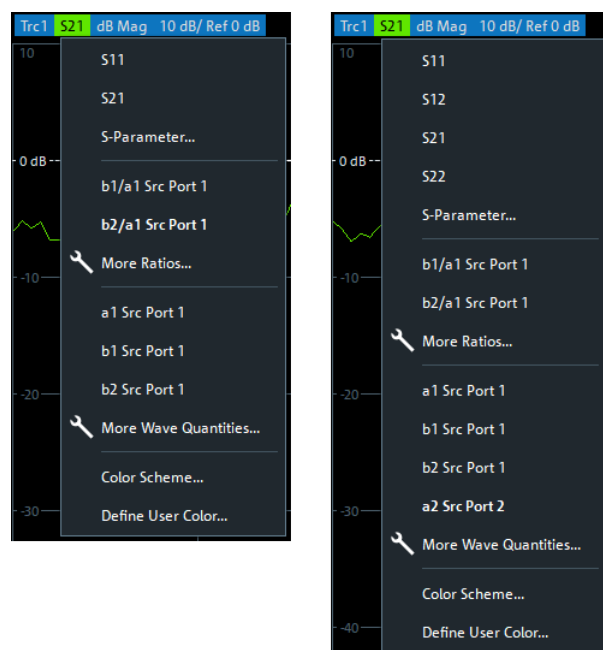 Trc1 S21 dB Mag 10 dB/ Ref 0 dB
10
S11
S21
S-Parameter...
0 dB
b1/a1 Src Port 1
b2/a1 Src Port 1
More Ratios...
-10
a1 Src Port 1
b1 Src Port 1
b2 Src Port 1
-20
More Wave Quantities...
Color Scheme...
-30
Define User Color...
Trc1 S21 dB Mag 10 dB/ Ref 0 dB
10
S11
S12
S21
0 dB
S22
S-Parameter...
b1/a1 Src Port 1
-10
b2/a1 Src Port 1
More Ratios...
a1 Src Port 1
-20
b1 Src Port 1
b2 Src Port 1
a2 Src Port 2
-30
More Wave Quantities...
Color Scheme...
Define User Color...
-40